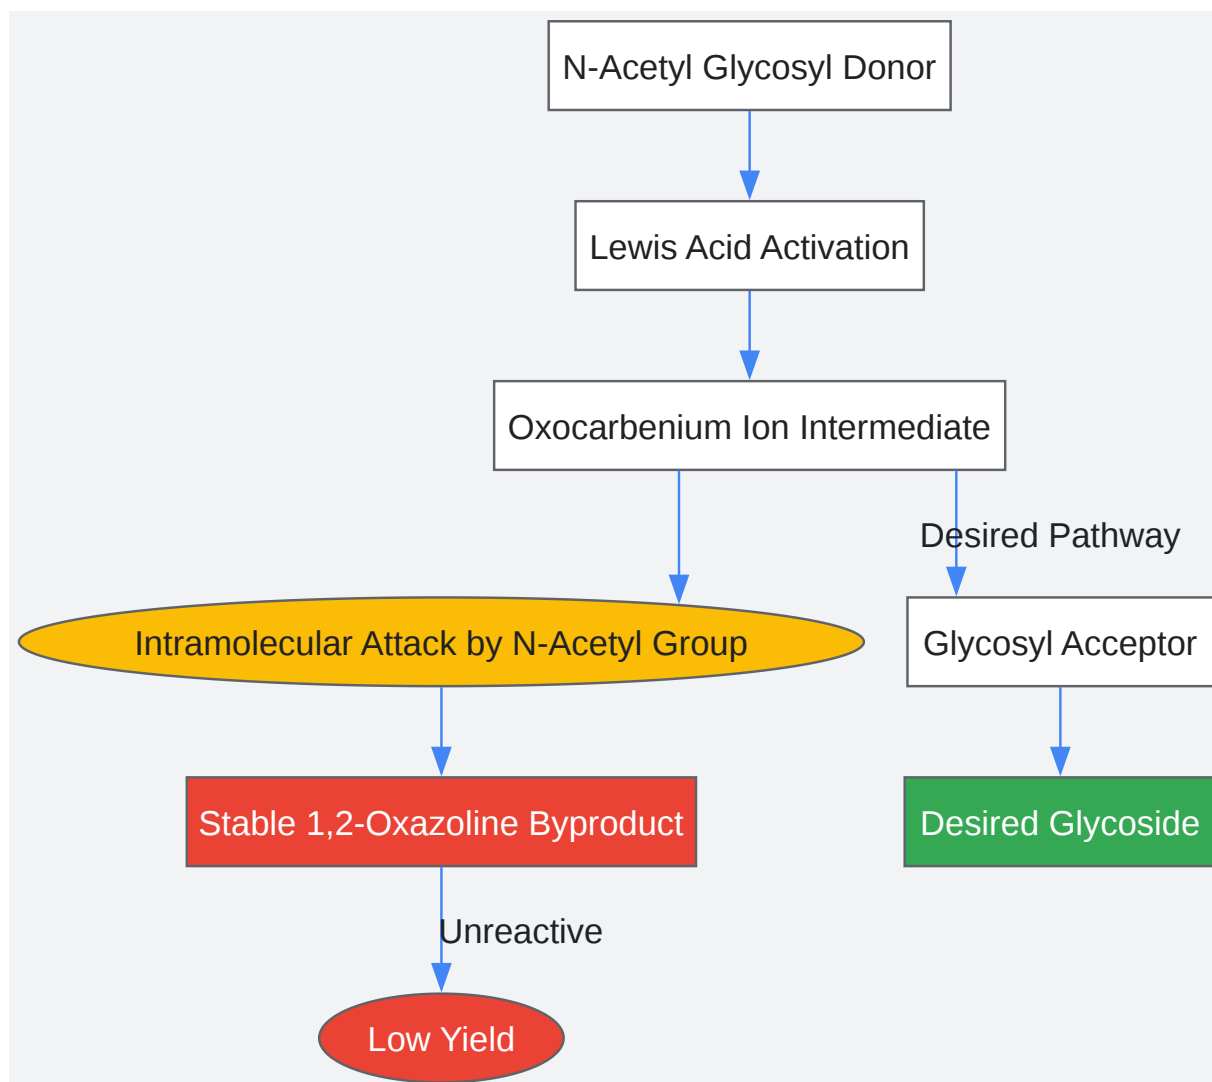 N-Acetyl Glycosyl Donor
Lewis Acid Activation
Oxocarbenium Ion Intermediate
Desired Pathway
Intramolecular Attack by N-Acetyl Group
Glycosyl Acceptor
Stable 1,2-Oxazoline Byproduct
Desired Glycoside
Unreactive
Low Yield